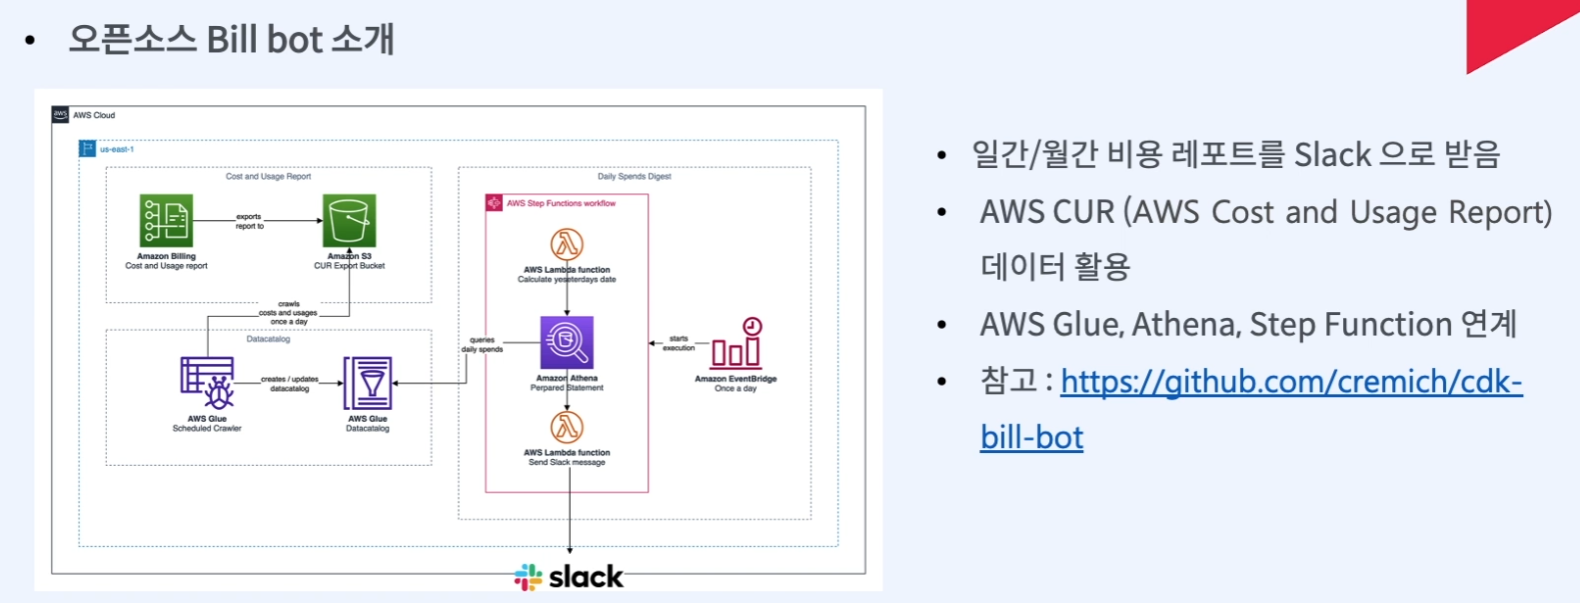 • 오픈소스 Bill bot 소개
aws AWS Cloud
us-east-1
Cost and Usage Report
Amazon Billing
Cost and Usage report
exports
report to
Amazon S3
CUR Export Bucket
crawls
costs and usages
once a day
Datacatalog
AWS Glue
Scheduled Crawler
creates / updates
datacatalog
AWS Glue
Datacatalog
Daily Spends Digest
AWS Step Functions workflow
AWS Lambda function
Calculate yeseterdays date
queries
daily spends
Amazon Athena
Perpared Statement
starts
execution
Amazon EventBridge
Once a day
AWS Lambda function
Send Slack message
slack
• 일간/월간 비용 레포트를 Slack 으로 받음
• AWS CUR (AWS Cost and Usage Report)
데이터 활용
• AWS Glue, Athena, Step Function 연계
• 참고 : https://github.com/cremich/cdk-
bill-bot